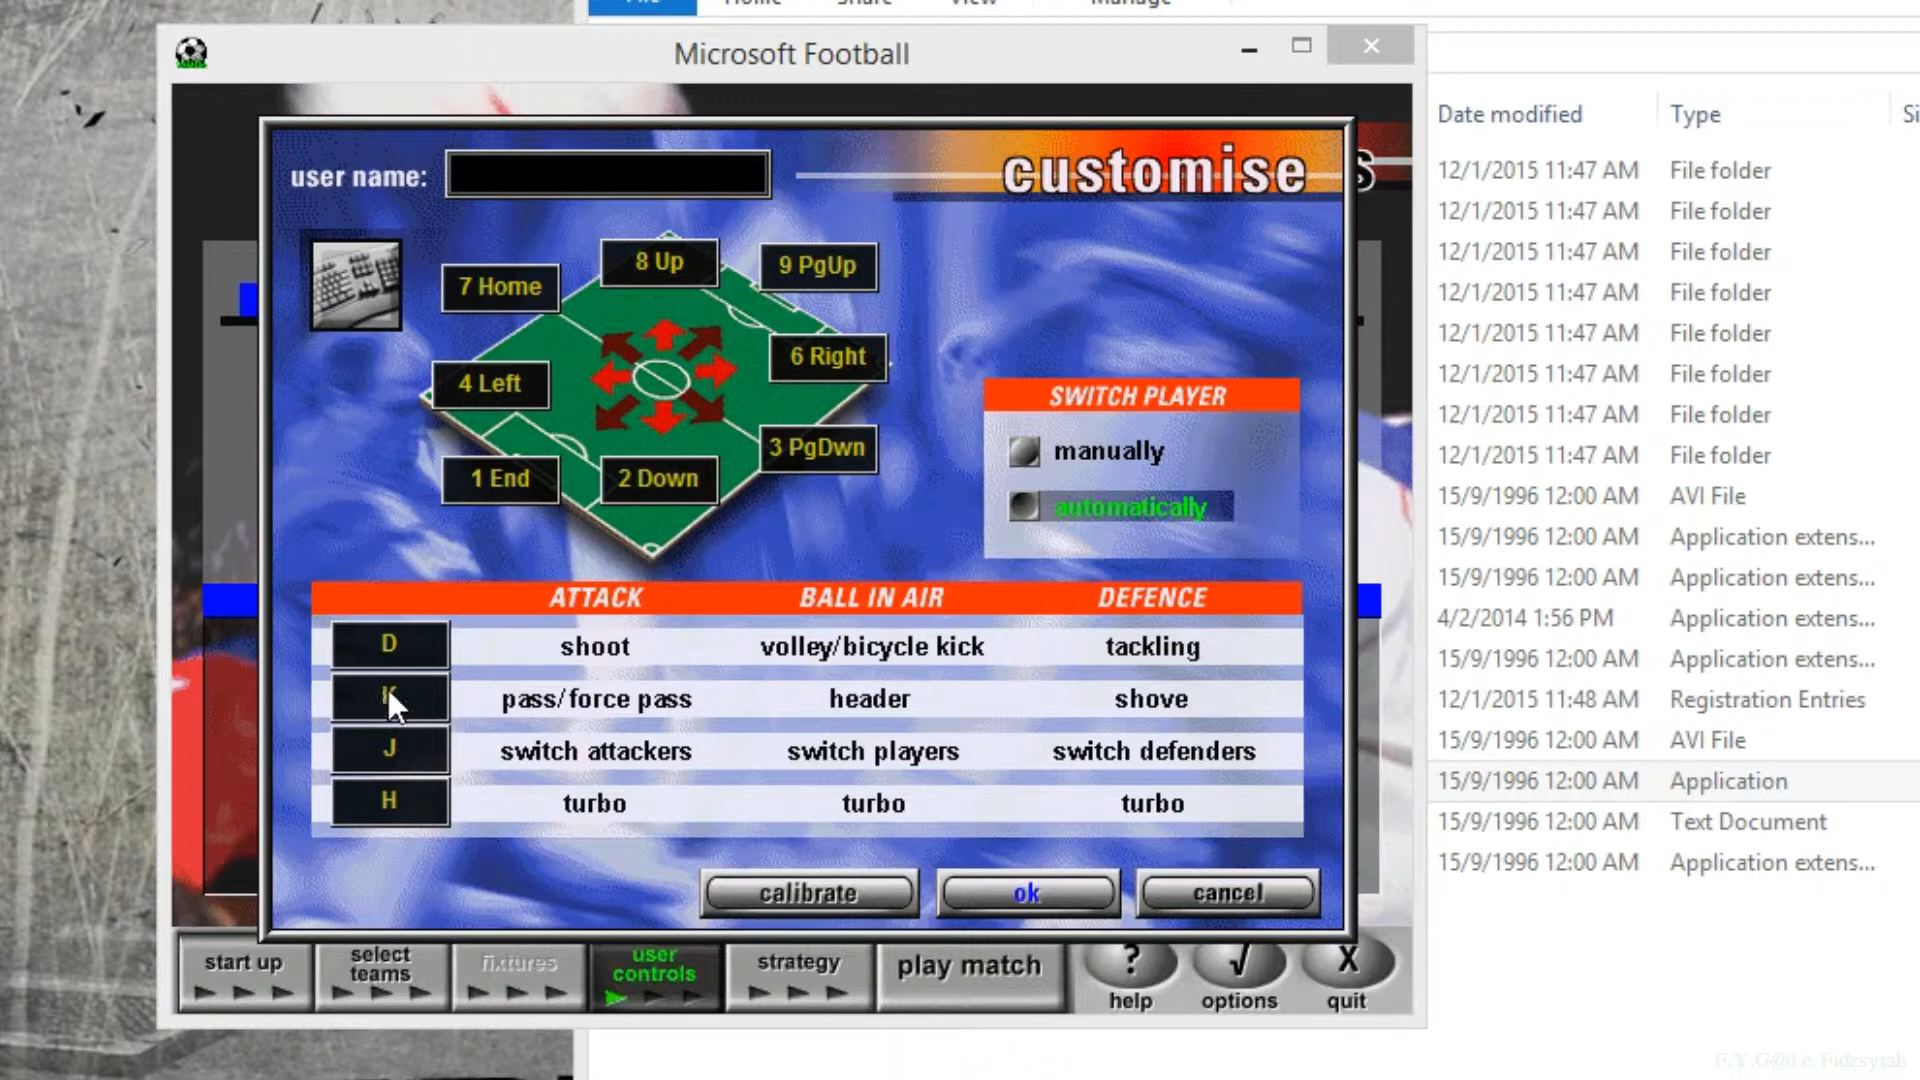 File Home Share View Manage
Microsoft Football
Date modified Type Si
user name:
customise
s
7 Home
8 Up
9 PgUp
4 Left
6 Right
1 End
2 Down
3 PgDwn
SWITCH PLAYER
manually
automatically
ATTACK BALL IN AIR DEFENCE
D shoot volley/bicycle kick tackling
K pass/force pass header shove
J switch attackers switch players switch defenders
H turbo turbo turbo
calibrate ok cancel
start up
select teams
fixtures
user controls
strategy
play match
? help
√ options
X quit
12/1/2015 11:47 AM File folder
12/1/2015 11:47 AM File folder
12/1/2015 11:47 AM File folder
12/1/2015 11:47 AM File folder
12/1/2015 11:47 AM File folder
12/1/2015 11:47 AM File folder
12/1/2015 11:47 AM File folder
12/1/2015 11:47 AM File folder
15/9/1996 12:00 AM AVI File
15/9/1996 12:00 AM Application extens...
15/9/1996 12:00 AM Application extens...
4/2/2014 1:56 PM Application extens...
15/9/1996 12:00 AM Application extens...
12/1/2015 11:48 AM Registration Entries
15/9/1996 12:00 AM AVI File
15/9/1996 12:00 AM Application
15/9/1996 12:00 AM Text Document
15/9/1996 12:00 AM Application extens...